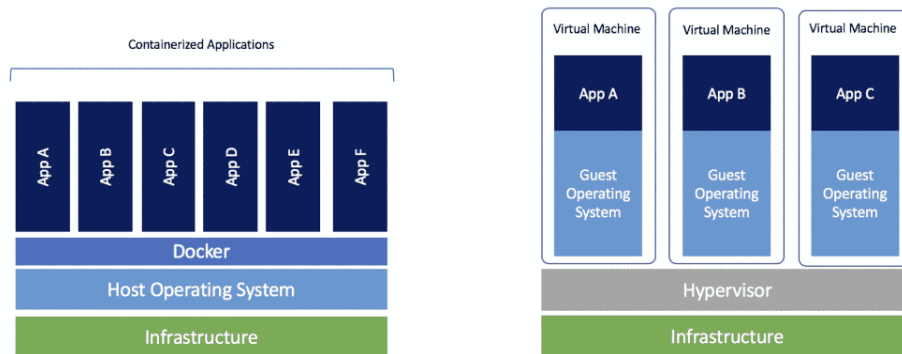 Containerized Applications
App A
App B
App C
App D
App E
App F
Docker
Host Operating System
Infrastructure
Virtual Machine
App A
Guest
Operating
System
Virtual Machine
App B
Guest
Operating
System
Virtual Machine
App C
Guest
Operating
System
Hypervisor
Infrastructure